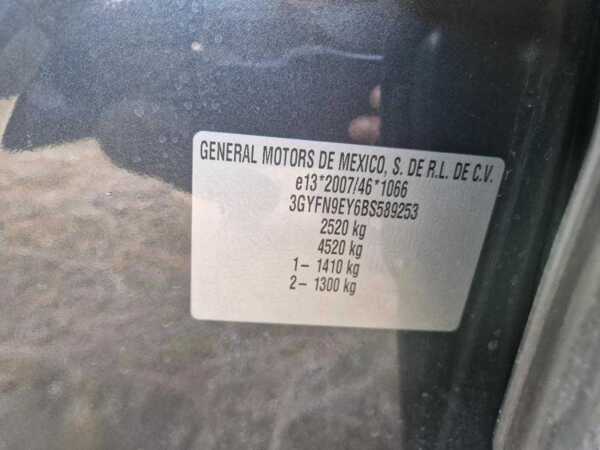 GENERAL MOTORS DE MEXICO, S. DE R.L. DE C.V.
e13*2007/46*1066
3GYFN9EY6BS589253
2520 kg
4520 kg
1– 1410 kg
2– 1300 kg